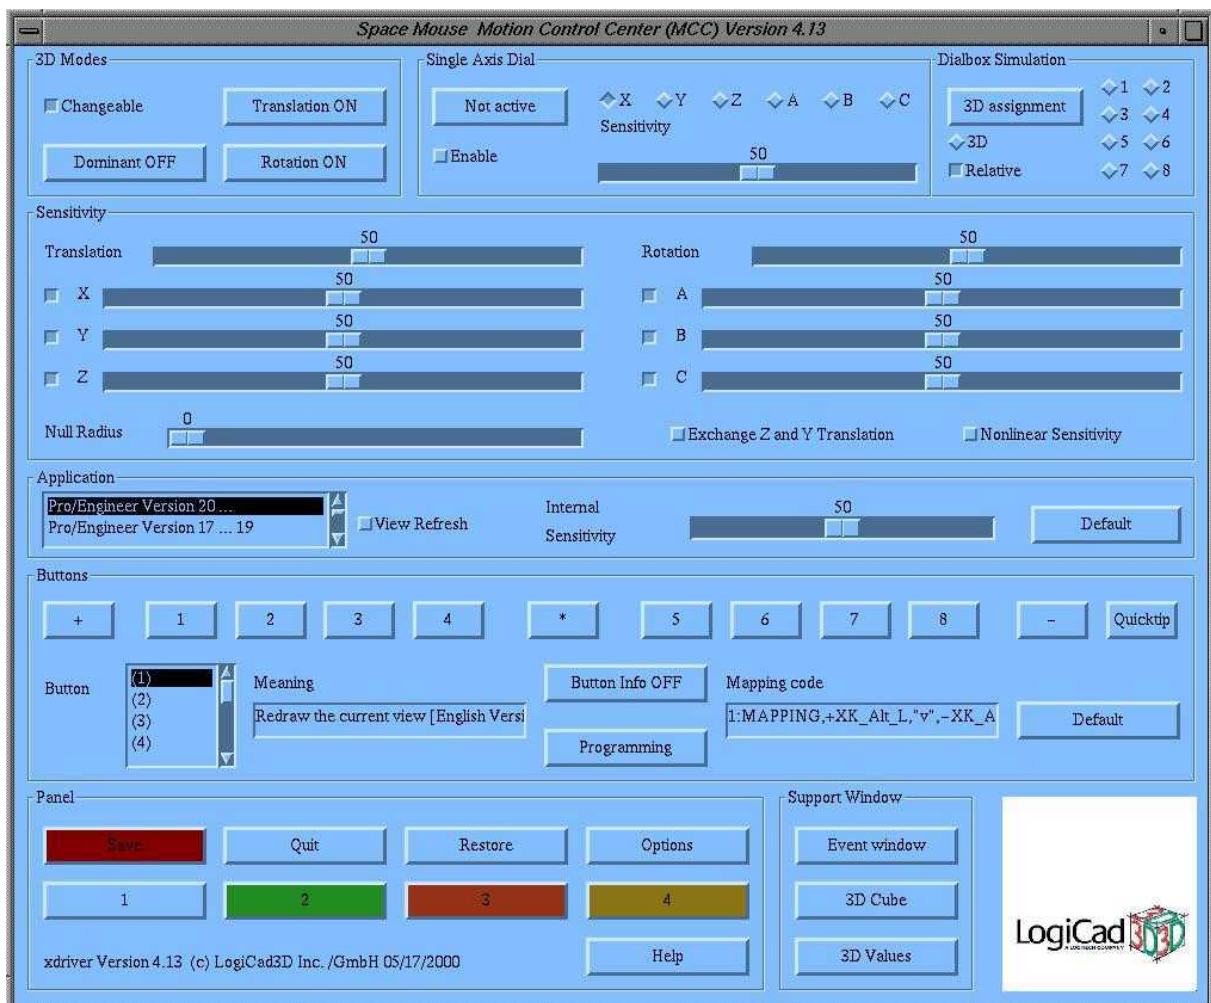 Space Mouse Motion Control Center (MCC) Version 4.13
3D Modes
Changeable
Translation ON
Dominant OFF
Rotation ON
Single Axis Dial
Not active
X Y Z A B C
Sensitivity
Enable
50
Dialbox Simulation
3D assignment
1 2
3 4
3D
5 6
Relative
7 8
Sensitivity
50
Translation
50
X
50
Y
50
Z
0
Null Radius
50
Rotation
50
A
50
B
50
C
Exchange Z and Y Translation
Nonlinear Sensitivity
Application
Pro/Engineer Version 20 ...
Pro/Engineer Version 17 ... 19
View Refresh
Internal
Sensitivity
50
Default
Buttons
+ 1 2 3 4 * 5 6 7 8 - Quicktip
Button
(1)
(2)
(3)
(4)
Meaning
Redraw the current view [English Versi
Button Info OFF
Programming
Mapping code
1:MAPPING,+XK_Alt_L,"v",-XK_A
Default
Panel
Save Quit Restore Options
1 2 3 4
Help
xdriver Version 4.13 (c) LogiCad3D Inc. /GmbH 05/17/2000
Support Window
Event window
3D Cube
3D Values
LogiCad3D
A LOGITECH COMPANY